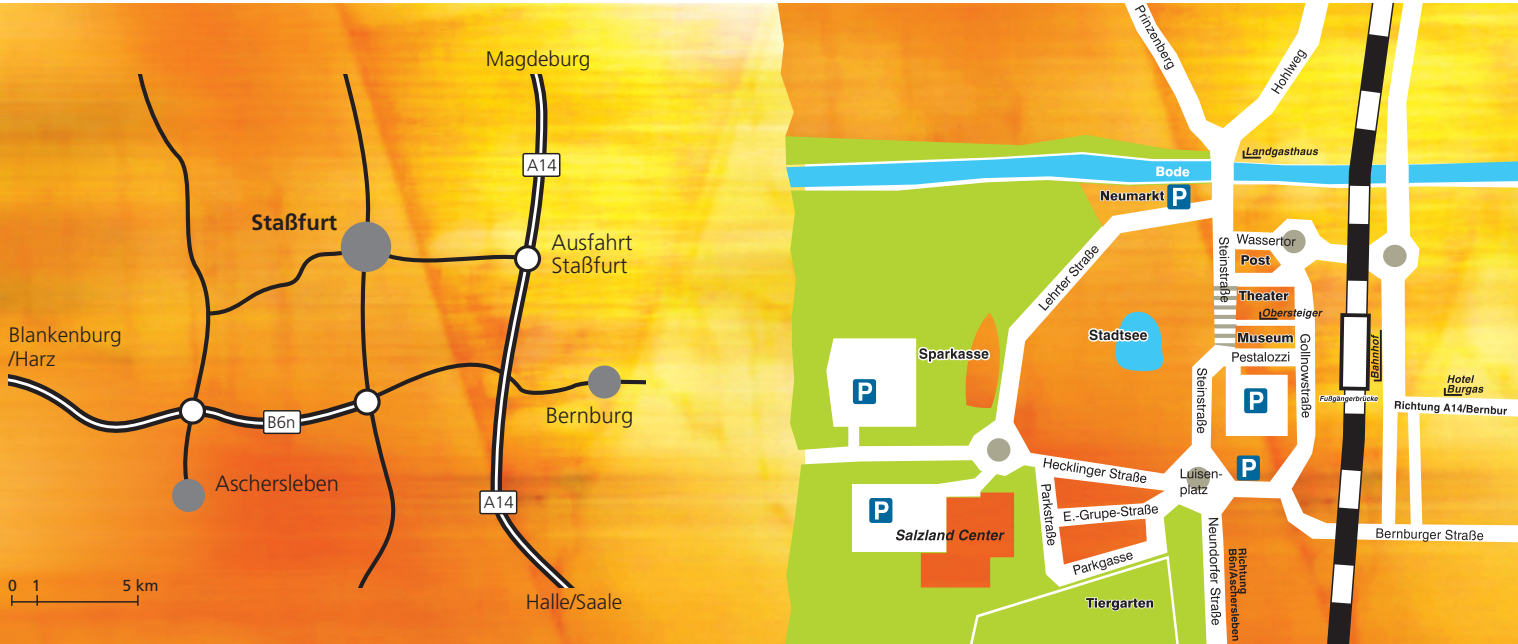 Magdeburg
A14
Staßfurt
Ausfahrt
Staßfurt
Blankenburg
/Harz
B6n
Bernburg
Aschersleben
A14
0 1 5 km
Halle/Saale
Prinzenberg
Hohlweg
Landgasthaus
Bode
Neumarkt P
Steinstraße
Wassertor
Post
Lehrter Straße
Theater
Obersteiger
Stadtsee
Museum
Sparkasse
Pestalozzi
Gollnowstraße
Bahnhof
P
Steinstraße
P
Fußgängerbrücke
Hotel
Burgas
Richtung A14/Bernbur
Hecklinger Straße
Luisen-
platz
P
P
Salzland Center
Parkstraße
E.-Grupe-Straße
Parkgasse
Neundorfer Straße
Richtung
B6n/Aschersleben
Bernburger Straße
Tiergarten